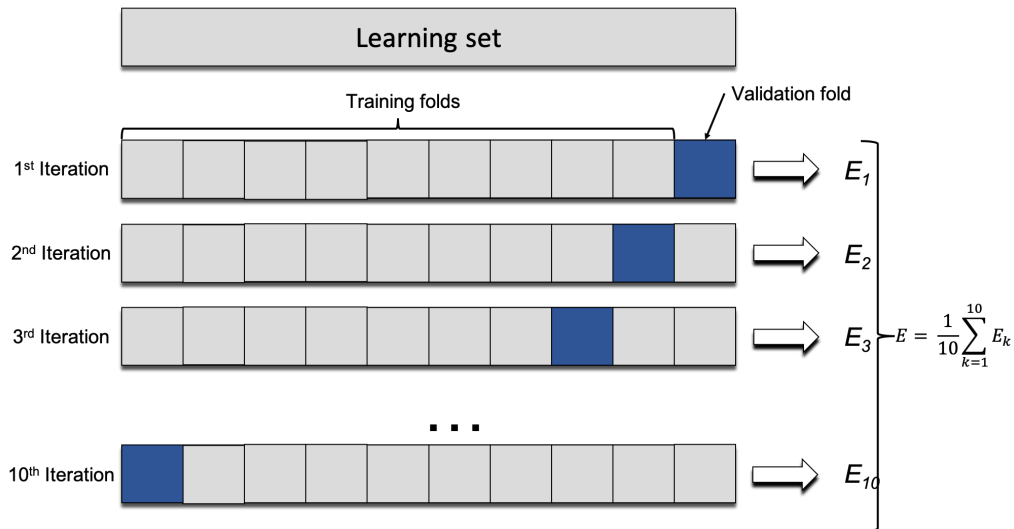 Learning set
Training folds
Validation fold
1st Iteration
E1
2nd Iteration
E2
3rd Iteration
E3
E = 1/10 ∑ k=1 10 Ek
...
10th Iteration
E10